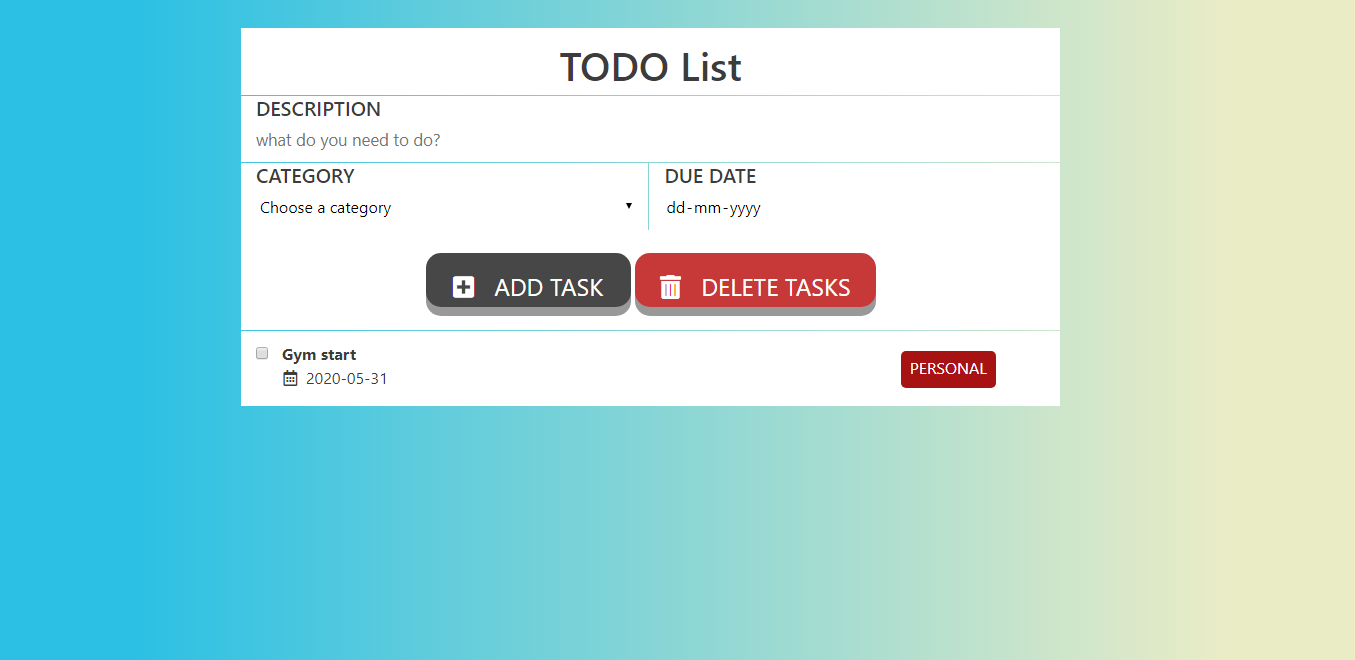 TODO List
DESCRIPTION
what do you need to do?
CATEGORY
Choose a category
DUE DATE
dd-mm-yyyy
ADD TASK
DELETE TASKS
Gym start
2020-05-31
PERSONAL